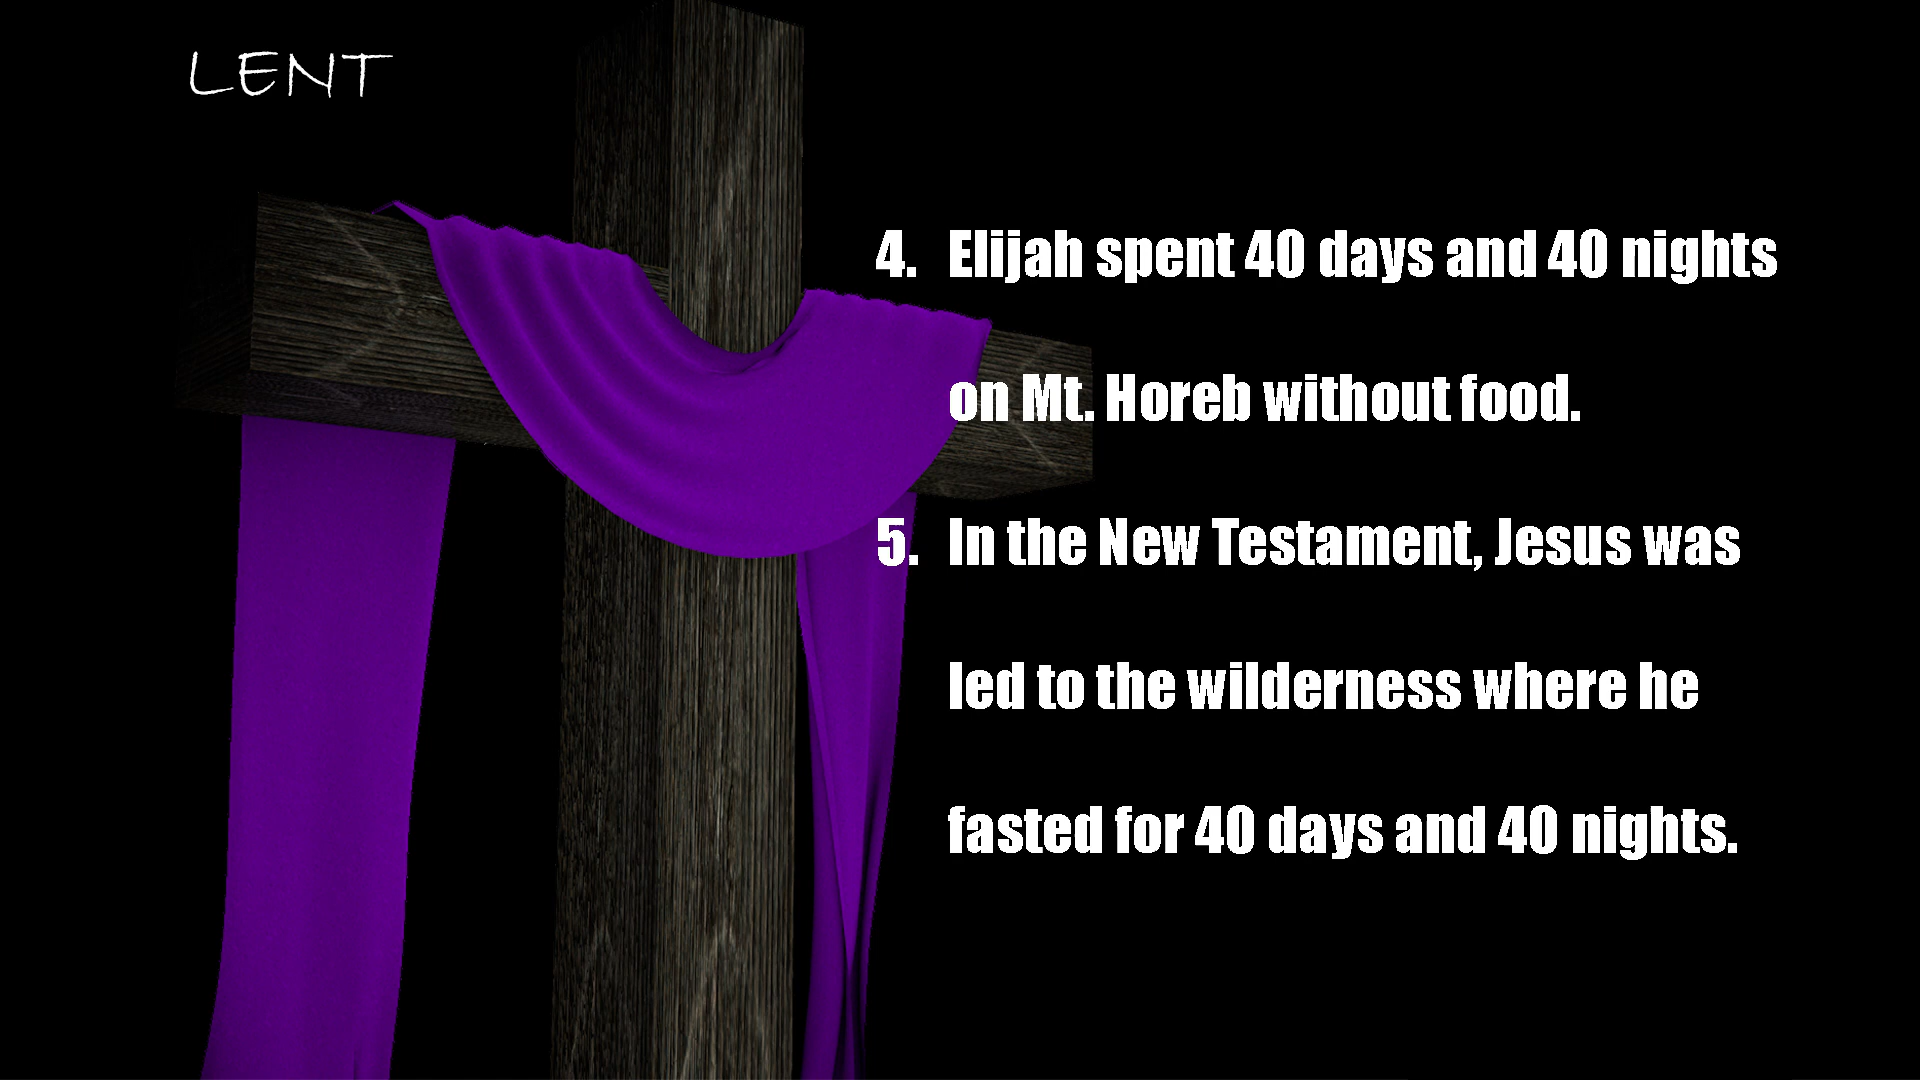 LENT
4. Elijah spent 40 days and 40 nights
on Mt. Horeb without food.
5. In the New Testament, Jesus was
led to the wilderness where he
fasted for 40 days and 40 nights.